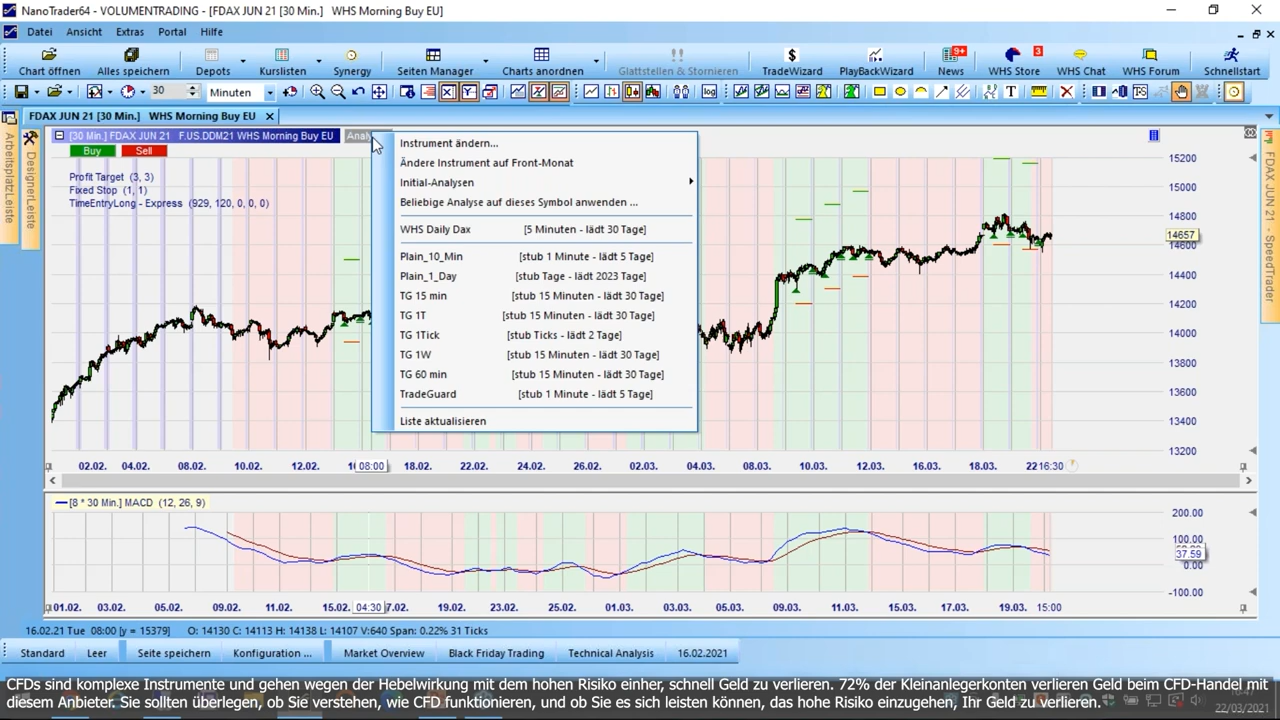 NanoTrader64 - VOLUMENTRADING - [FDAX JUN 21 [30 Min.]   WHS Morning Buy EU]
Datei Ansicht Extras Portal Hilfe
Chart öffnen Alles speichern Depots Kurslisten Synergy Seiten Manager Charts anordnen Glattstellen & Stornieren TradeWizard PlayBackWizard News 9+ WHS Store 3 WHS Chat WHS Forum Schnellstart
30 Minuten
FDAX JUN 21 [30 Min.]   WHS Morning Buy EU
ArbeitsplatzLeiste
DesignerLeiste
[30 Min.] FDAX JUN 21   F.US.DDM21 WHS Morning Buy EU
Buy Sell
Profit Target (3, 3)
Fixed Stop (1, 1)
TimeEntryLong - Express (929, 120, 0, 0, 0)
Instrument ändern...
Ändere Instrument auf Front-Monat
Initial-Analysen
Beliebige Analyse auf dieses Symbol anwenden ...
WHS Daily Dax [5 Minuten - lädt 30 Tage]
Plain_10_Min [stub 1 Minute - lädt 5 Tage]
Plain_1_Day [stub Tage - lädt 2023 Tage]
TG 15 min [stub 15 Minuten - lädt 30 Tage]
TG 1T [stub 15 Minuten - lädt 30 Tage]
TG 1Tick [stub Ticks - lädt 2 Tage]
TG 1W [stub 15 Minuten - lädt 30 Tage]
TG 60 min [stub 15 Minuten - lädt 30 Tage]
TradeGuard [stub 1 Minute - lädt 5 Tage]
Liste aktualisieren
15200
15000
14800
14657
14400
14200
14000
13800
13600
13400
13200
FDAX JUN 21 - SpeedTrader
02.02. 04.02. 08.02. 10.02. 12.02. 08:00 18.02. 22.02. 24.02. 26.02. 02.03. 04.03. 08.03. 10.03. 12.03. 16.03. 18.03. 22 16:30
[8 * 30 Min.] MACD (12, 26, 9)
200.00
37.59
0.00
-100.00
01.02. 03.02. 05.02. 09.02. 11.02. 15.02. 04:30 7.02. 19.02. 23.02. 25.02. 01.03. 03.03. 05.03. 09.03. 11.03. 15.03. 17.03. 19.03. 15:00
16.02.21 Tue 08:00 [y = 15379] O: 14130 C: 14113 H: 14138 L: 14107 V:640 Span: 0.22% 31 Ticks
Standard Leer Seite speichern Konfiguration ... Market Overview Black Friday Trading Technical Analysis 16.02.2021
CFDs sind komplexe Instrumente und gehen wegen der Hebelwirkung mit dem hohen Risiko einher, schnell Geld zu verlieren. 72% der Kleinanlegerkonten verlieren Geld beim CFD-Handel mit
diesem Anbieter. Sie sollten überlegen, ob Sie verstehen, wie CFD funktionieren, und ob Sie es sich leisten können, das hohe Risiko einzugehen, Ihr Geld zu verlieren.
22/03/2021